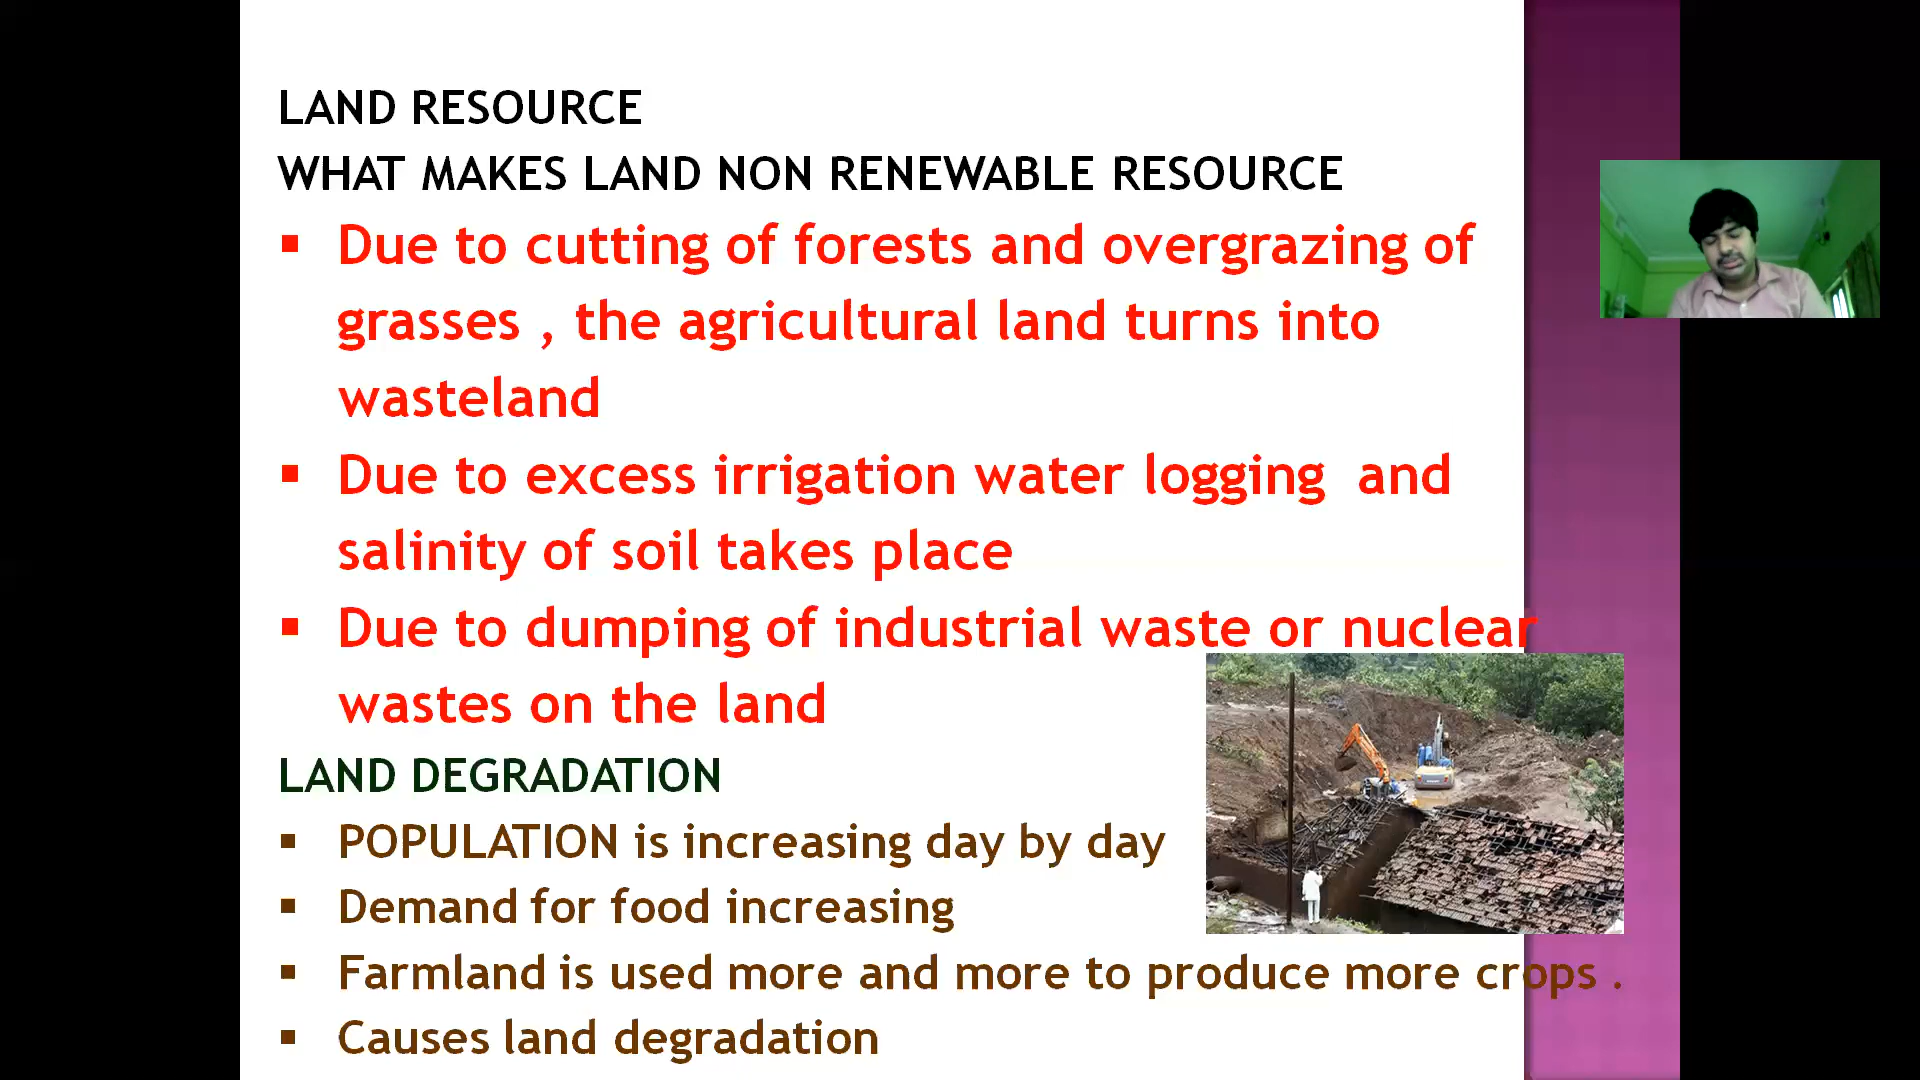 LAND RESOURCE
WHAT MAKES LAND NON RENEWABLE RESOURCE
▪ Due to cutting of forests and overgrazing of
grasses , the agricultural land turns into
wasteland
▪ Due to excess irrigation water logging and
salinity of soil takes place
▪ Due to dumping of industrial waste or nuclear
wastes on the land
LAND DEGRADATION
▪ POPULATION is increasing day by day
▪ Demand for food increasing
▪ Farmland is used more and more to produce more crops .
▪ Causes land degradation